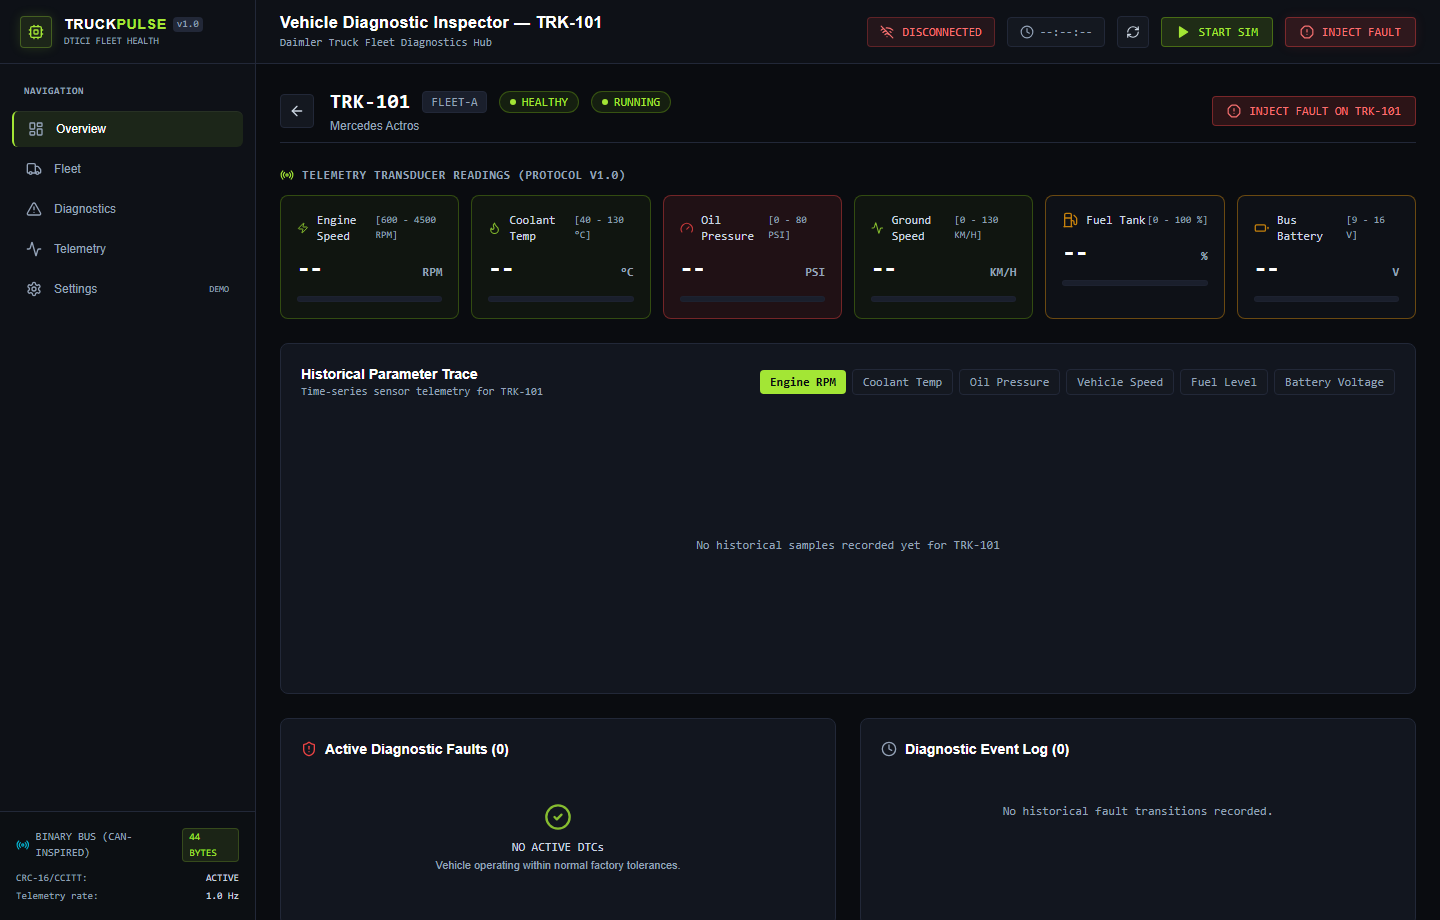 TRUCKPULSE v1.0
DTICI FLEET HEALTH
Vehicle Diagnostic Inspector — TRK-101
Daimler Truck Fleet Diagnostics Hub
DISCONNECTED
--:--:--
START SIM
INJECT FAULT
NAVIGATION
Overview
Fleet
Diagnostics
Telemetry
Settings DEMO
BINARY BUS (CAN-
INSPIRED)
44
BYTES
CRC-16/CCITT: ACTIVE
Telemetry rate: 1.0 Hz
TRK-101 FLEET-A HEALTHY RUNNING
Mercedes Actros
INJECT FAULT ON TRK-101
TELEMETRY TRANSDUCER READINGS (PROTOCOL V1.0)
Engine
Speed
[600 - 4500
RPM]
-- RPM
Coolant
Temp
[40 - 130
°C]
-- °C
Oil
Pressure
[0 - 80
PSI]
-- PSI
Ground
Speed
[0 - 130
KM/H]
-- KM/H
Fuel Tank [0 - 100 %]
-- %
Bus
Battery
[9 - 16
V]
-- V
Historical Parameter Trace
Time-series sensor telemetry for TRK-101
Engine RPM Coolant Temp Oil Pressure Vehicle Speed Fuel Level Battery Voltage
No historical samples recorded yet for TRK-101
Active Diagnostic Faults (0)
NO ACTIVE DTCs
Vehicle operating within normal factory tolerances.
Diagnostic Event Log (0)
No historical fault transitions recorded.